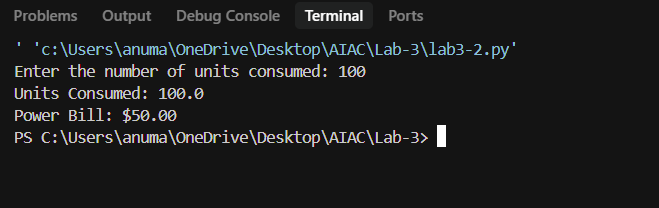 Problems Output Debug Console Terminal Ports
' 'c:\Users\anuma\OneDrive\Desktop\AIAC\Lab-3\lab3-2.py'
Enter the number of units consumed: 100
Units Consumed: 100.0
Power Bill: $50.00
PS C:\Users\anuma\OneDrive\Desktop\AIAC\Lab-3>